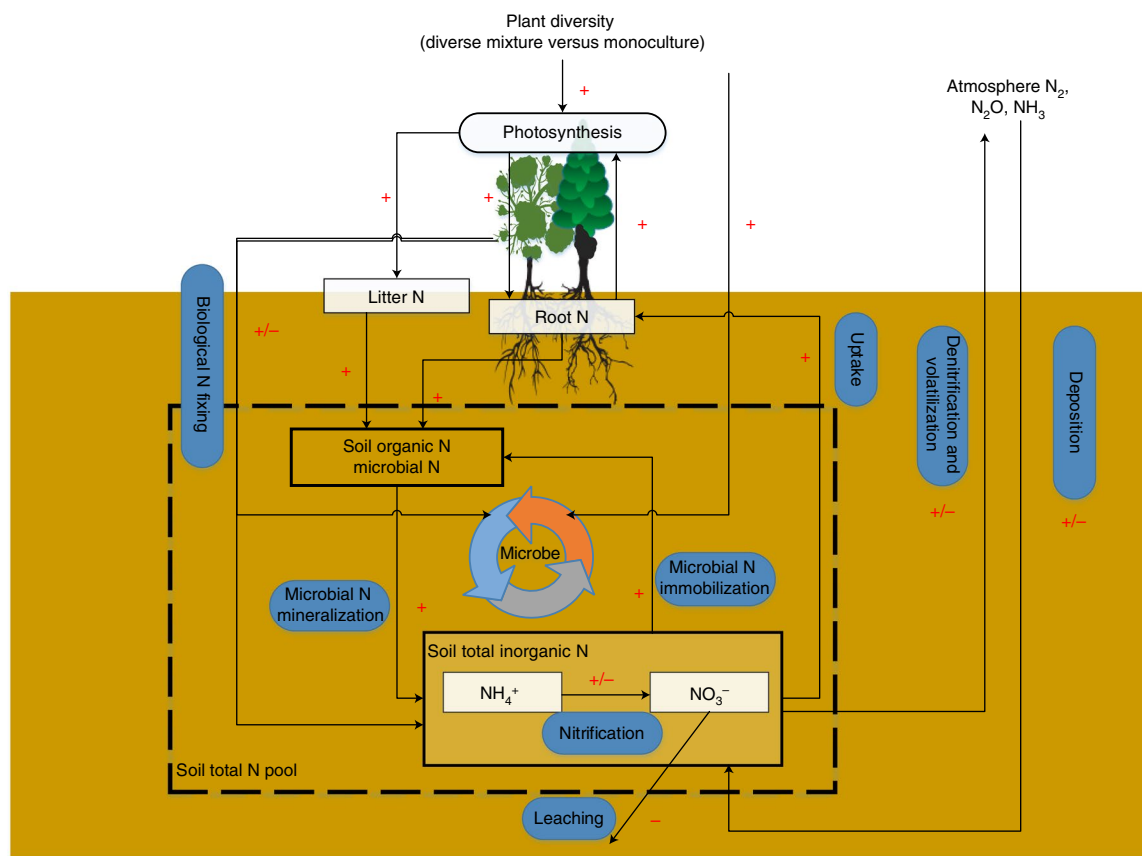 Plant diversity
(diverse mixture versus monoculture)
+
Atmosphere N₂,
N₂O, NH₃
Photosynthesis
+
+
+
+
Litter N
Root N
Biological N fixing
+/–
+
+
+
Uptake
Denitrification and
volatilization
+/–
Deposition
+/–
Soil organic N
microbial N
Microbe
Microbial N
mineralization
+
+
Microbial N
immobilization
Soil total inorganic N
NH₄⁺
+/–
NO₃⁻
Nitrification
Soil total N pool
Leaching
–